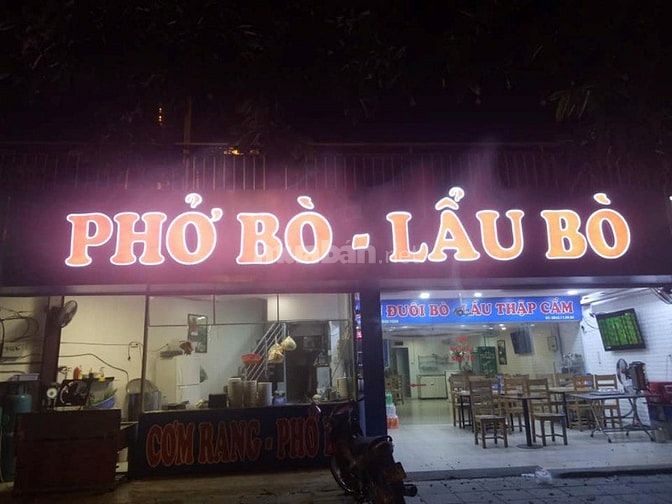 PHỞ BÒ - LẨU BÒ
ĐUÔI BÒ LẨU THẬP CẨM
CƠM RANG - PHỞ